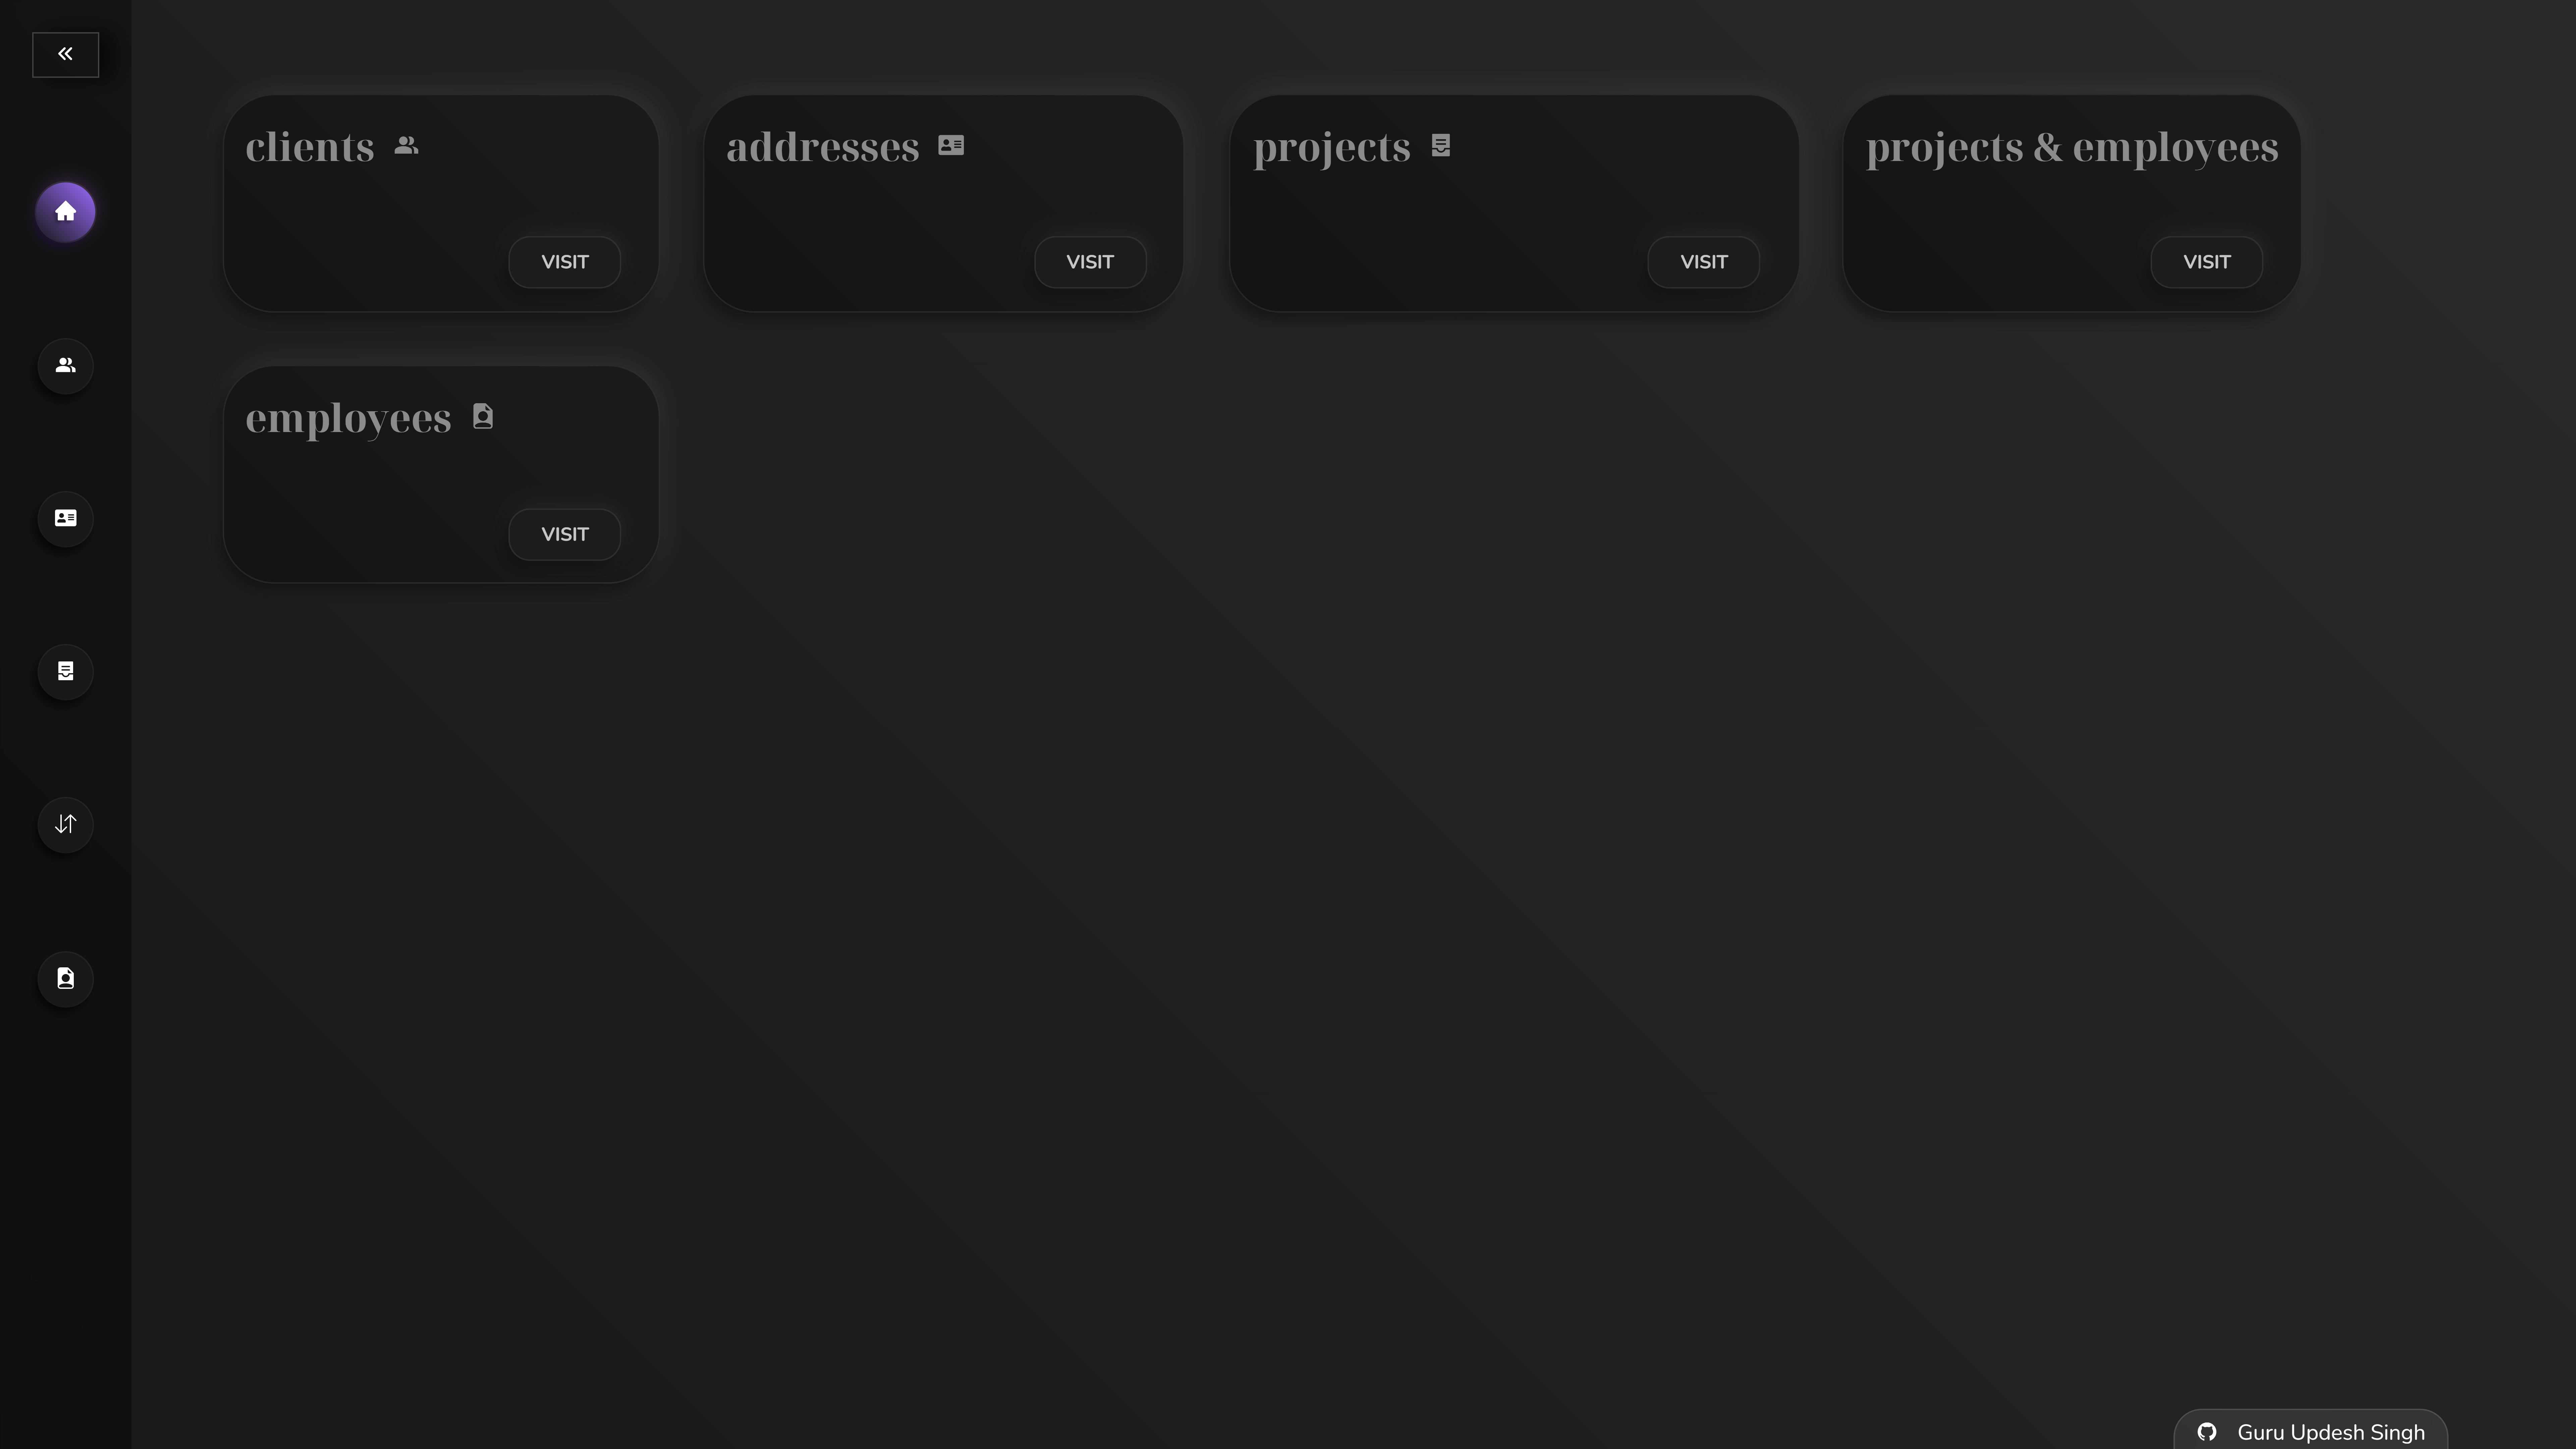 clients
VISIT
addresses
VISIT
projects
VISIT
projects & employees
VISIT
employees
VISIT
Guru Updesh Singh